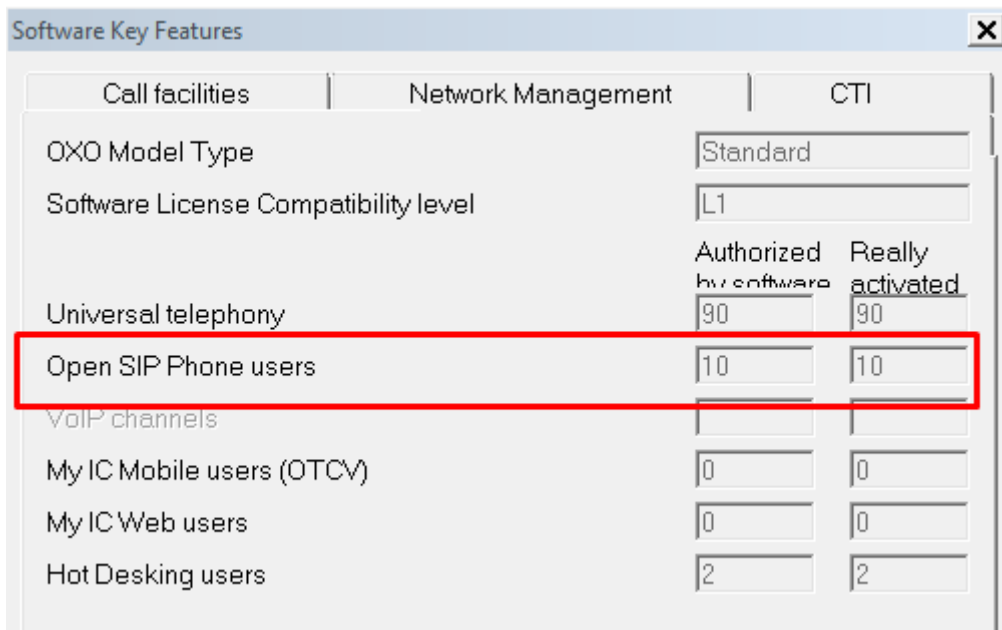 Software Key Features
Call facilities Network Management CTI
OXO Model Type Standard
Software License Compatibility level L1
Authorized Really
by software activated
Universal telephony 90 90
Open SIP Phone users 10 10
VoIP channels
My IC Mobile users (OTCV) 0 0
My IC Web users 0 0
Hot Desking users 2 2